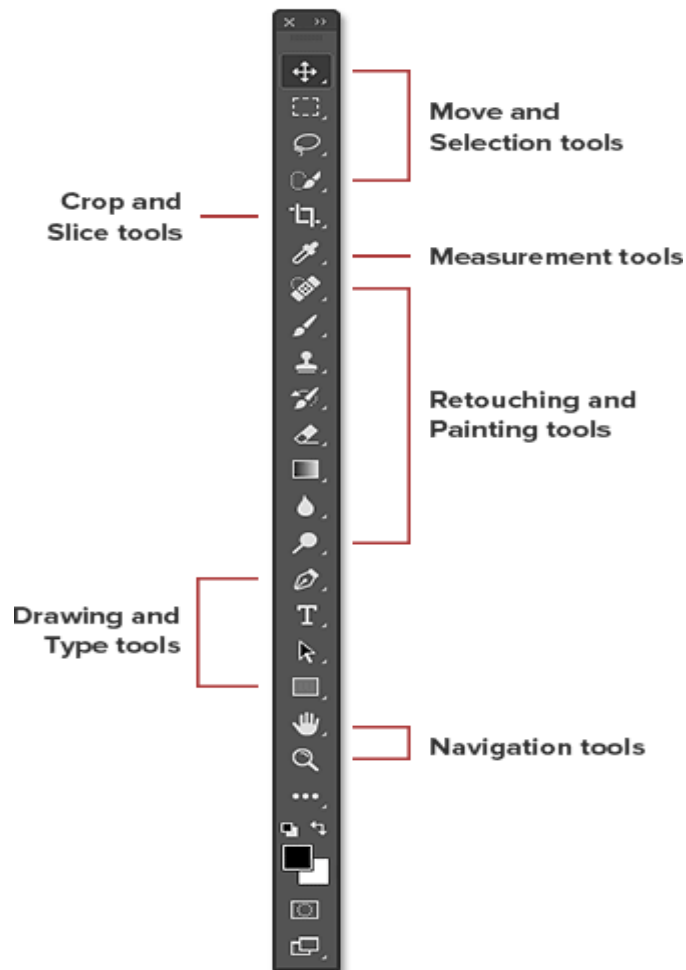 Move and
Selection tools
Crop and
Slice tools
Measurement tools
Retouching and
Painting tools
Drawing and
Type tools
Navigation tools